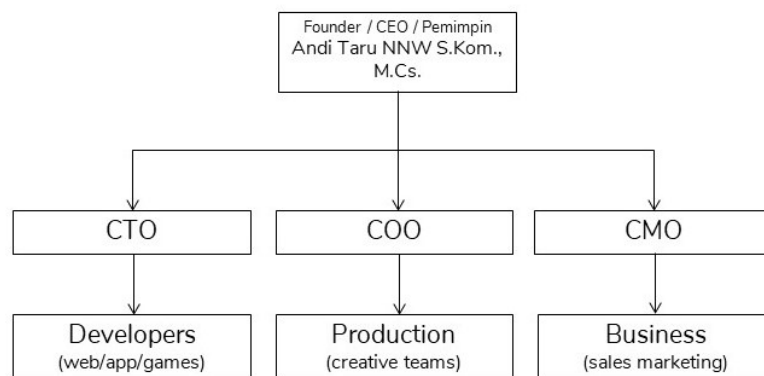 Founder / CEO / Pemimpin
Andi Taru NNW S.Kom.,
M.Cs.
CTO
COO
CMO
Developers
(web/app/games)
Production
(creative teams)
Business
(sales marketing)